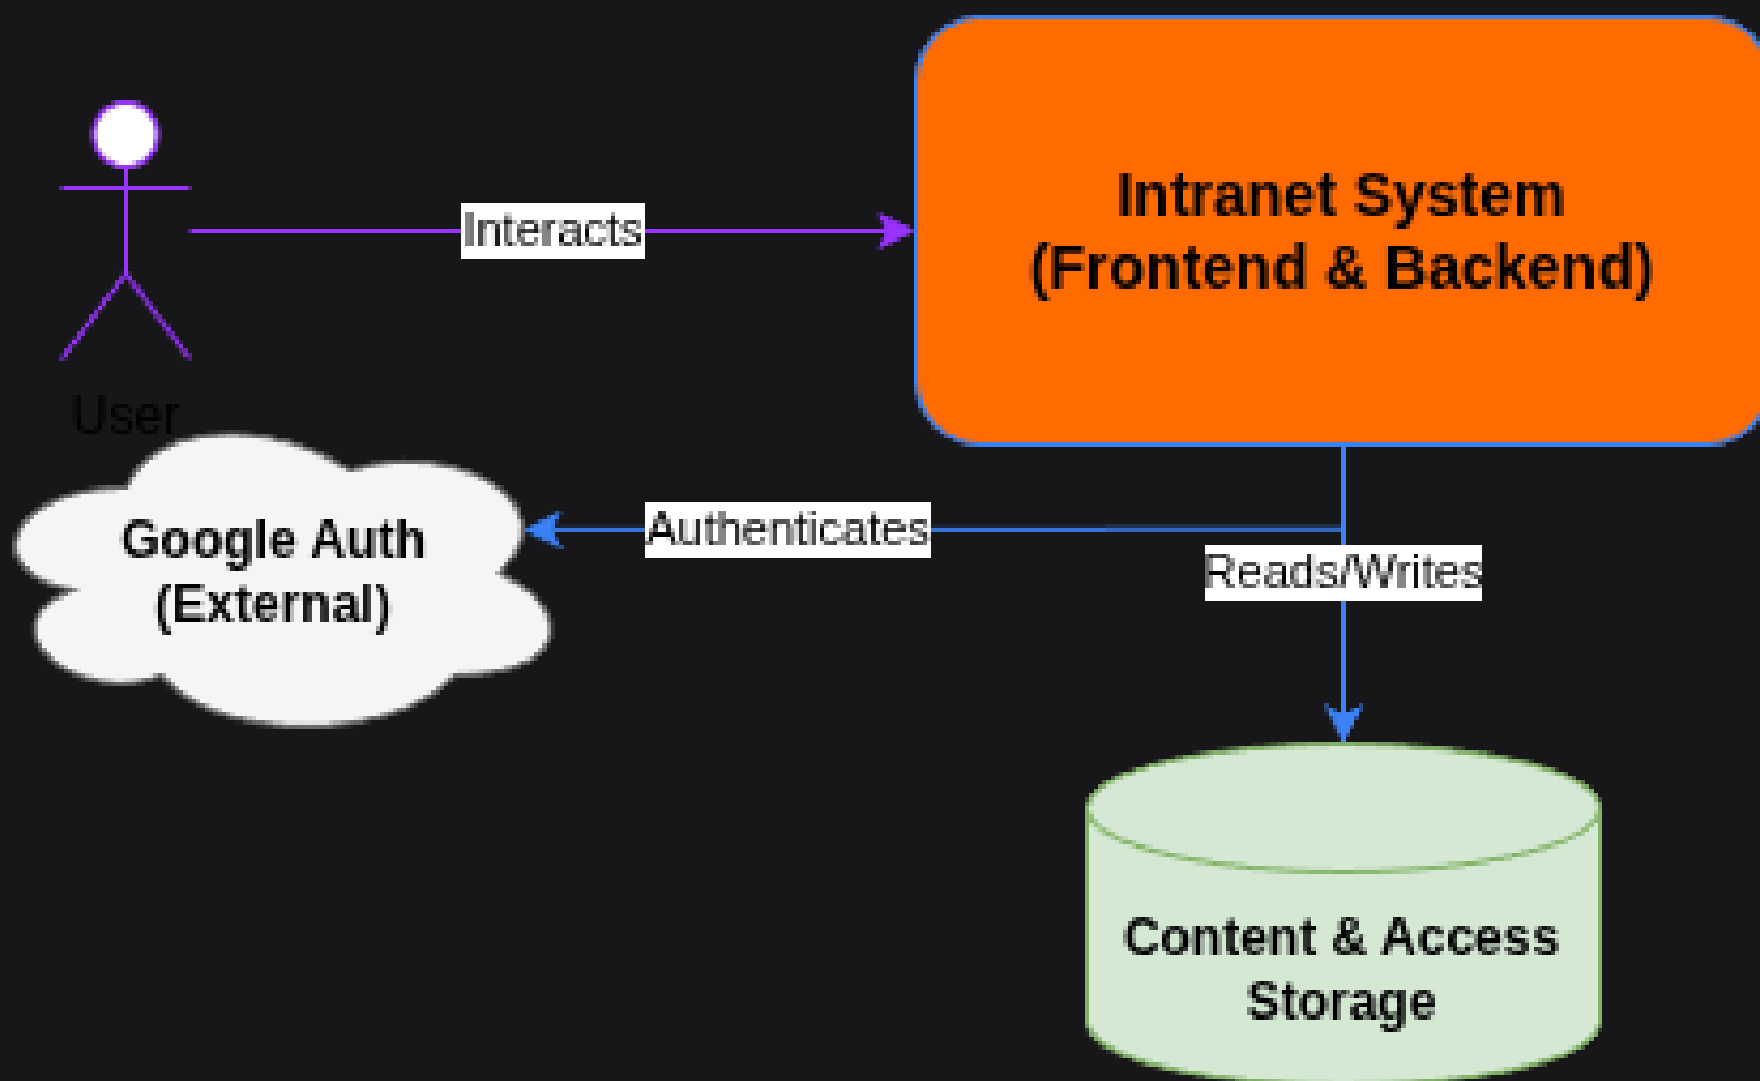 Intranet System
(Frontend & Backend)
Interacts
User
Google Auth
(External)
Authenticates
Reads/Writes
Content & Access
Storage